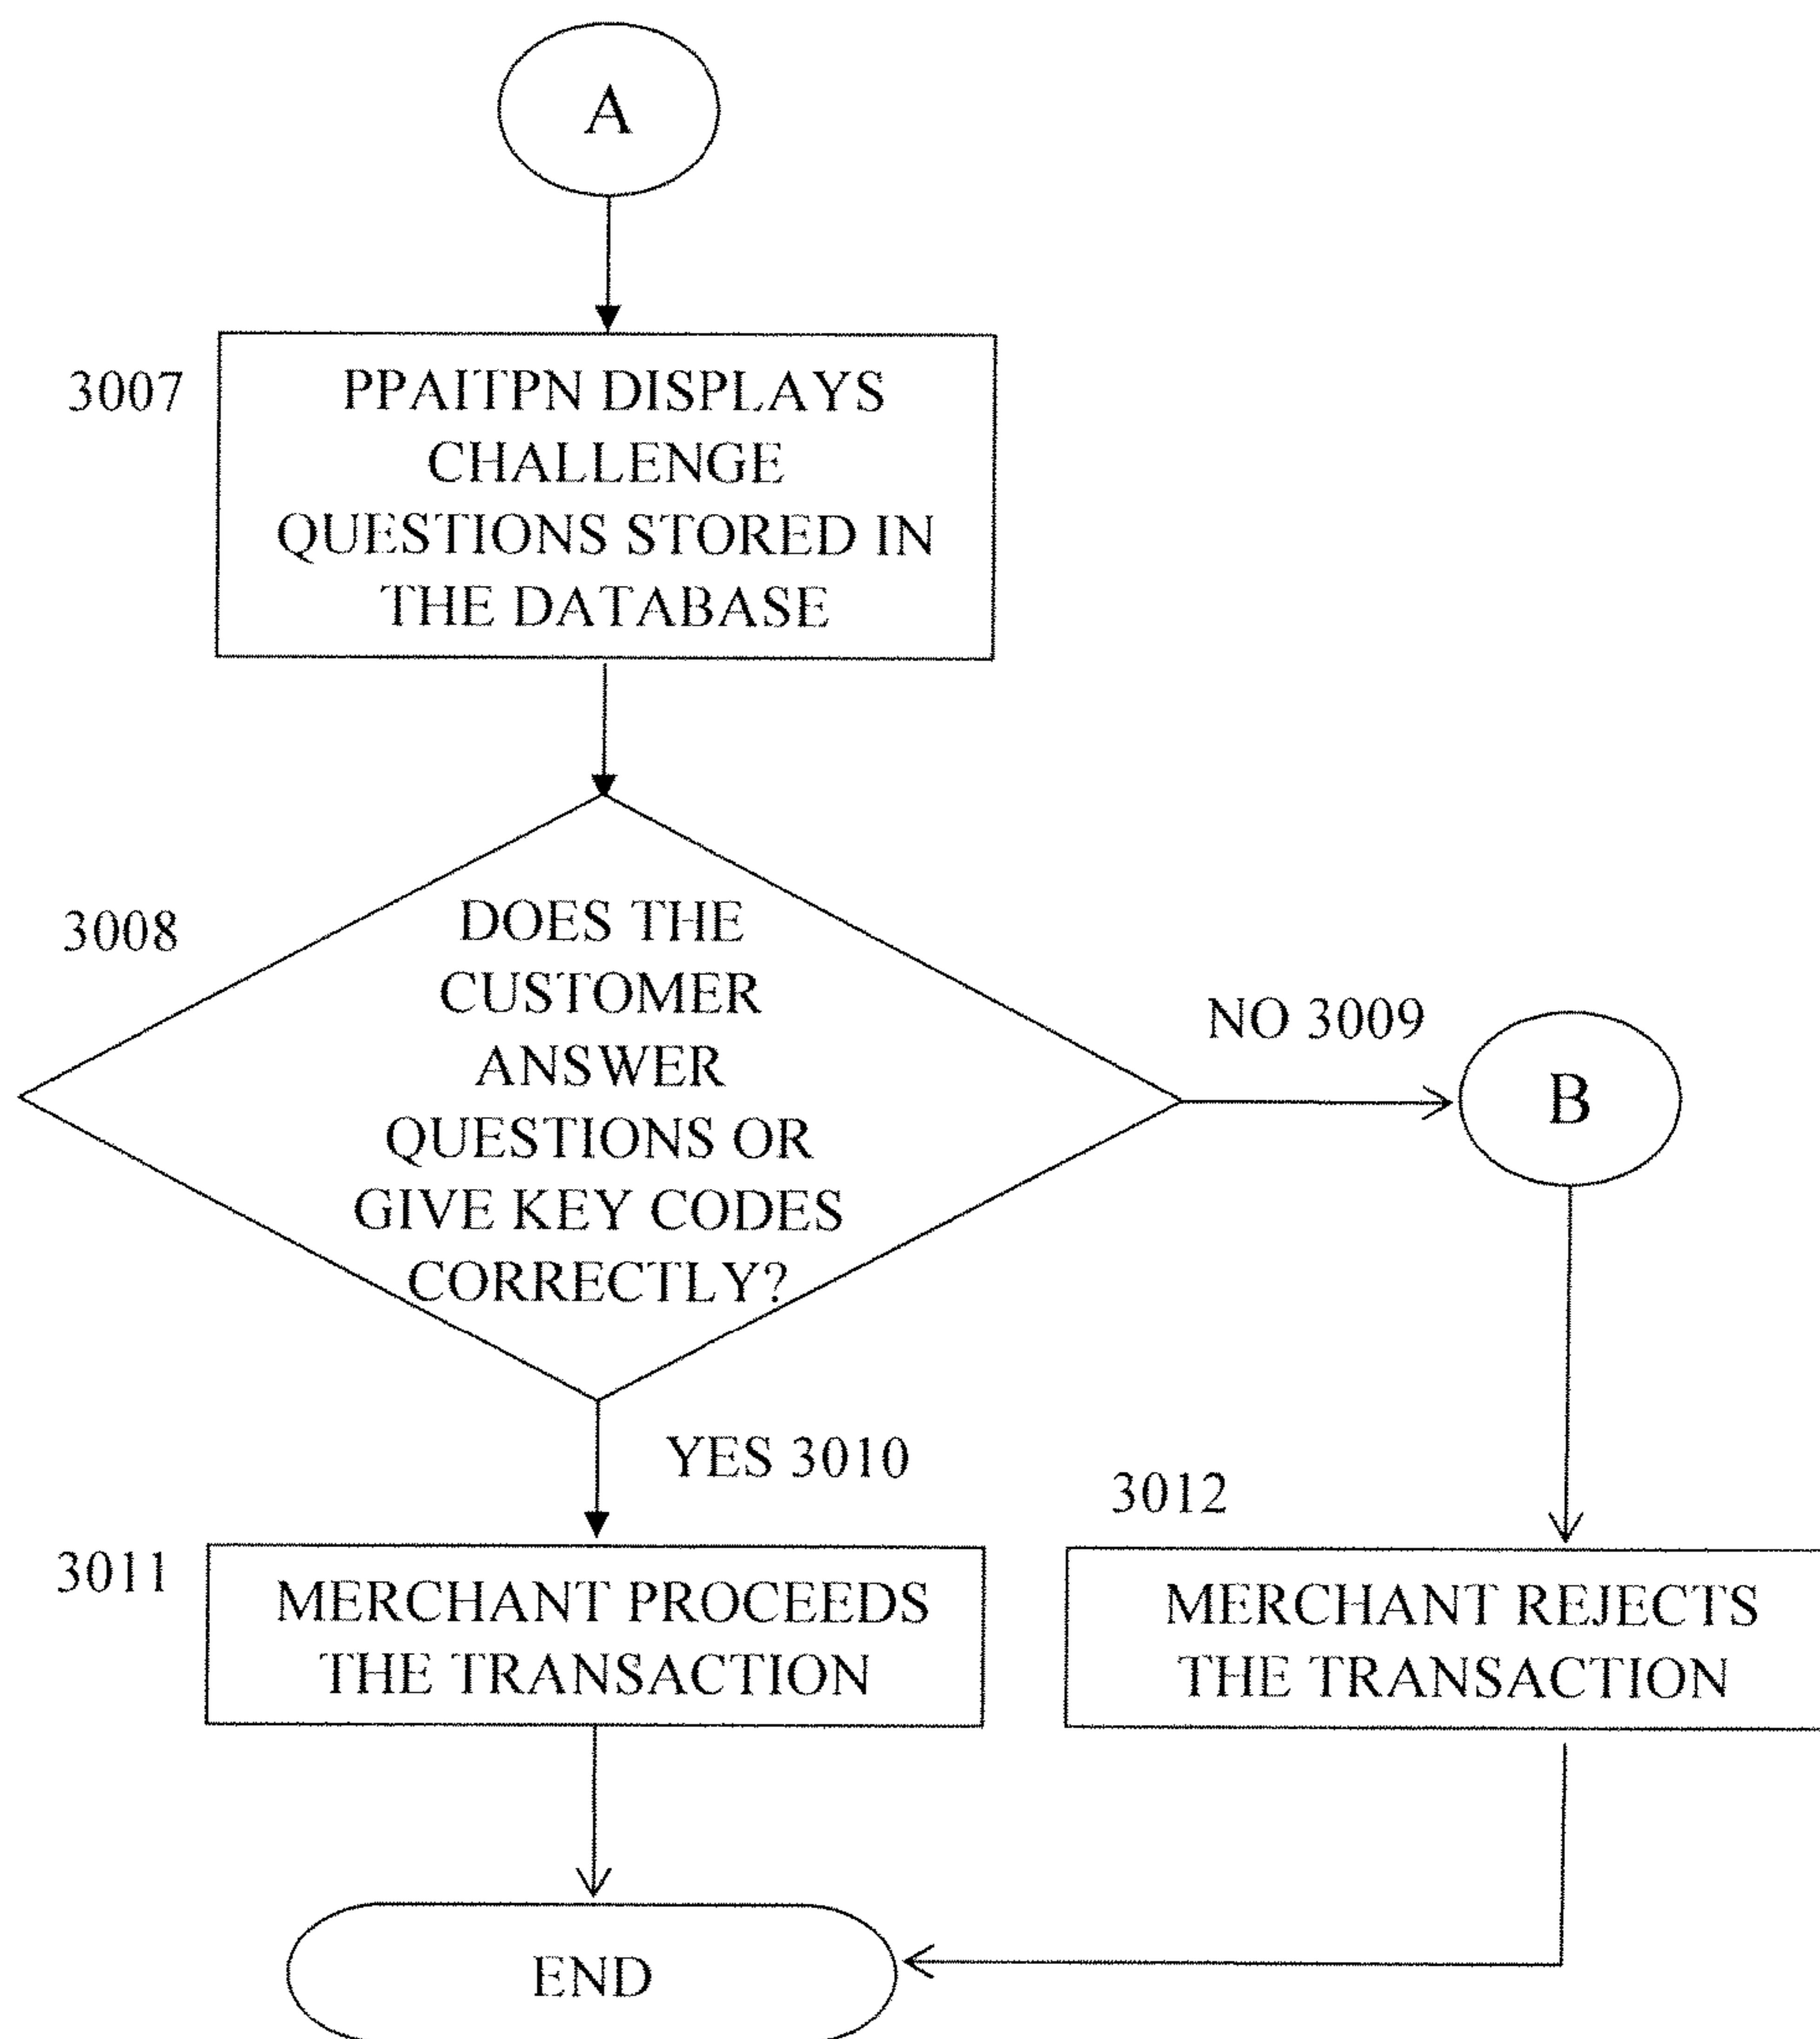 A
3007
PPAITPN DISPLAYS
CHALLENGE
QUESTIONS STORED IN
THE DATABASE
3008
DOES THE
CUSTOMER
ANSWER
QUESTIONS OR
GIVE KEY CODES
CORRECTLY?
NO 3009
B
YES 3010
3011
MERCHANT PROCEEDS
THE TRANSACTION
3012
MERCHANT REJECTS
THE TRANSACTION
END